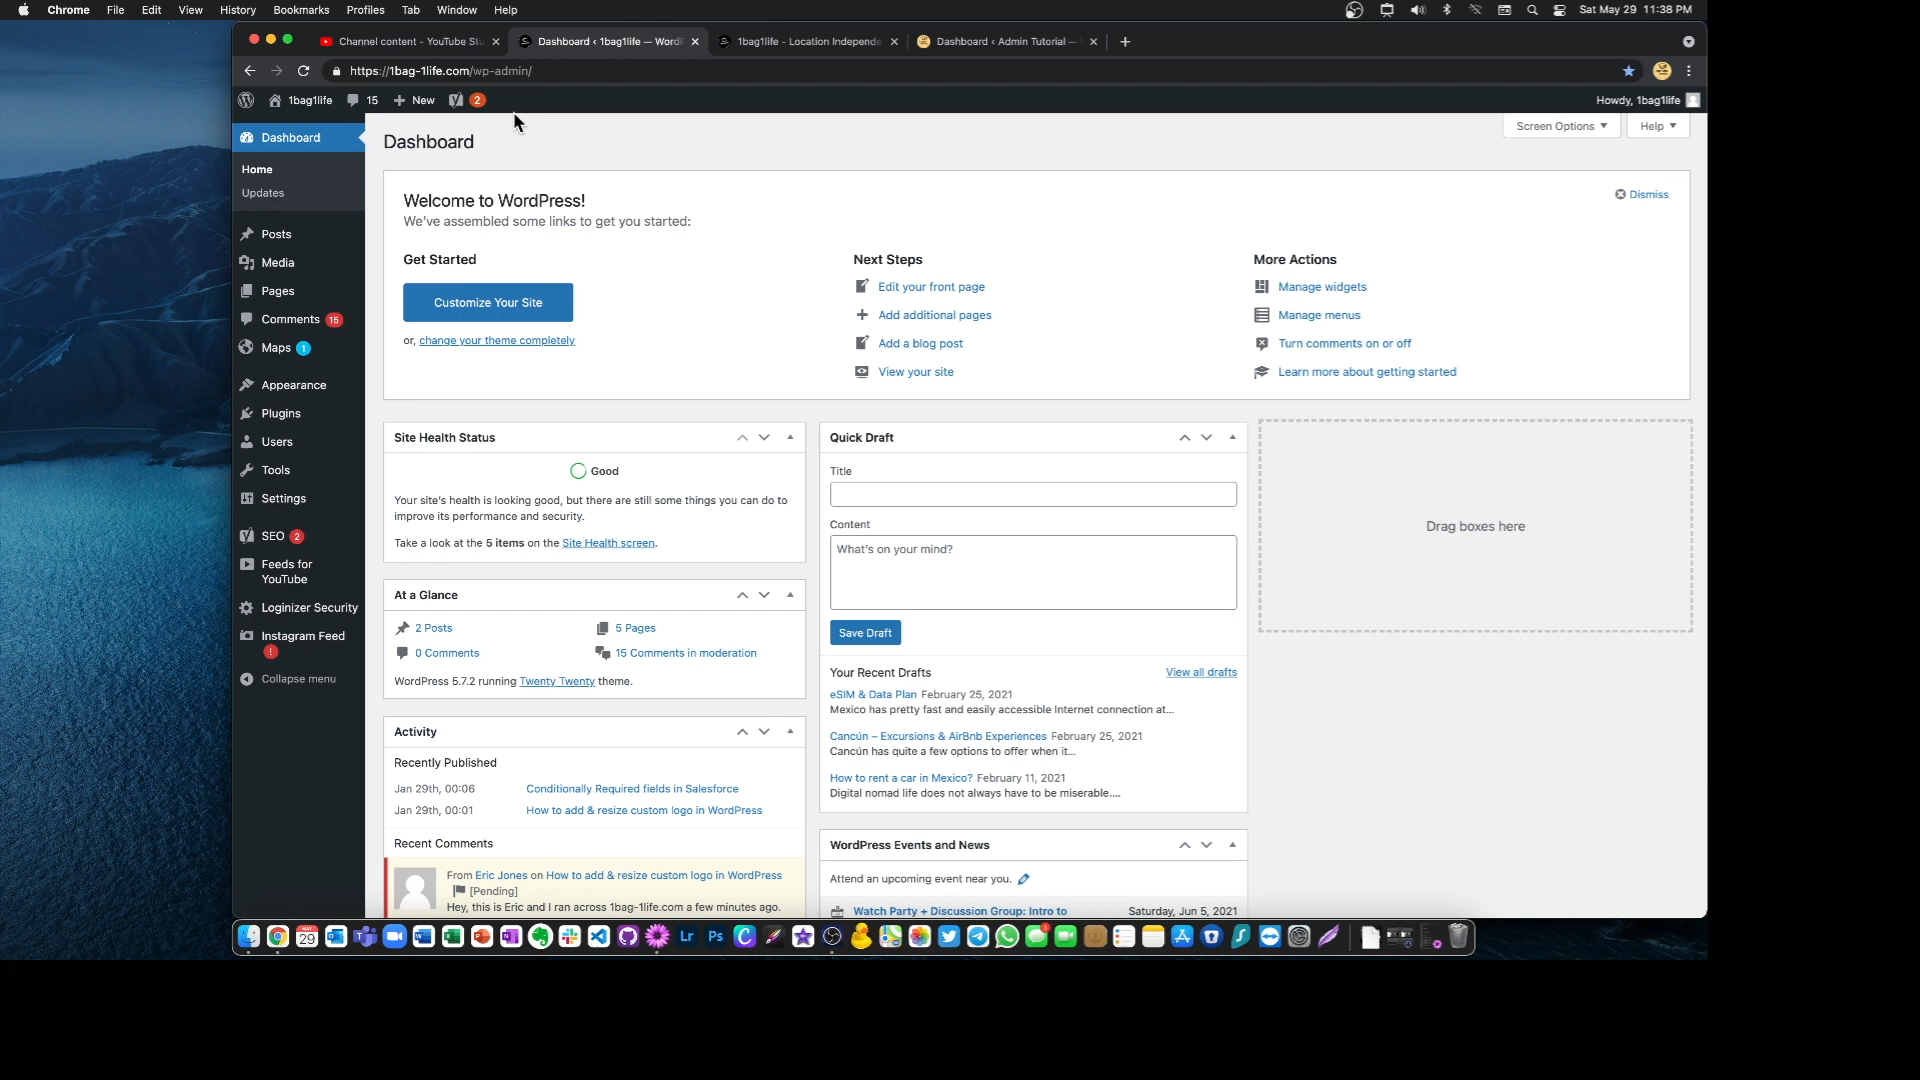 Chrome File Edit View History Bookmarks Profiles Tab Window Help Sat May 29 11:38 PM
Channel content - YouTube Stu Dashboard ‹ 1bag1life — WordP 1bag1life - Location Independe Dashboard ‹ Admin Tutorial —
https://1bag-1life.com/wp-admin/
1bag1life 15 New 2 Howdy, 1bag1life
Dashboard
Home
Updates
Posts
Media
Pages
Comments 15
Maps 1
Appearance
Plugins
Users
Tools
Settings
SEO 2
Feeds for
YouTube
Loginizer Security
Instagram Feed
!
Collapse menu
Dashboard
Screen Options Help
Welcome to WordPress!
Dismiss
We've assembled some links to get you started:
Get Started
Customize Your Site
or, change your theme completely
Next Steps
Edit your front page
Add additional pages
Add a blog post
View your site
More Actions
Manage widgets
Manage menus
Turn comments on or off
Learn more about getting started
Site Health Status
Good
Your site's health is looking good, but there are still some things you can do to
improve its performance and security.
Take a look at the 5 items on the Site Health screen.
At a Glance
2 Posts 5 Pages
0 Comments 15 Comments in moderation
WordPress 5.7.2 running Twenty Twenty theme.
Activity
Recently Published
Jan 29th, 00:06 Conditionally Required fields in Salesforce
Jan 29th, 00:01 How to add & resize custom logo in WordPress
Recent Comments
From Eric Jones on How to add & resize custom logo in WordPress
[Pending]
Hey, this is Eric and I ran across 1bag-1life.com a few minutes ago.
Quick Draft
Title
Content
What's on your mind?
Save Draft
Your Recent Drafts View all drafts
eSIM & Data Plan February 25, 2021
Mexico has pretty fast and easily accessible Internet connection at…
Cancún – Excursions & AirBnb Experiences February 25, 2021
Cancún has quite a few options to offer when it…
How to rent a car in Mexico? February 11, 2021
Digital nomad life does not always have to be miserable.…
WordPress Events and News
Attend an upcoming event near you.
Watch Party + Discussion Group: Intro to Saturday, Jun 5, 2021
Drag boxes here
29
Lr Ps